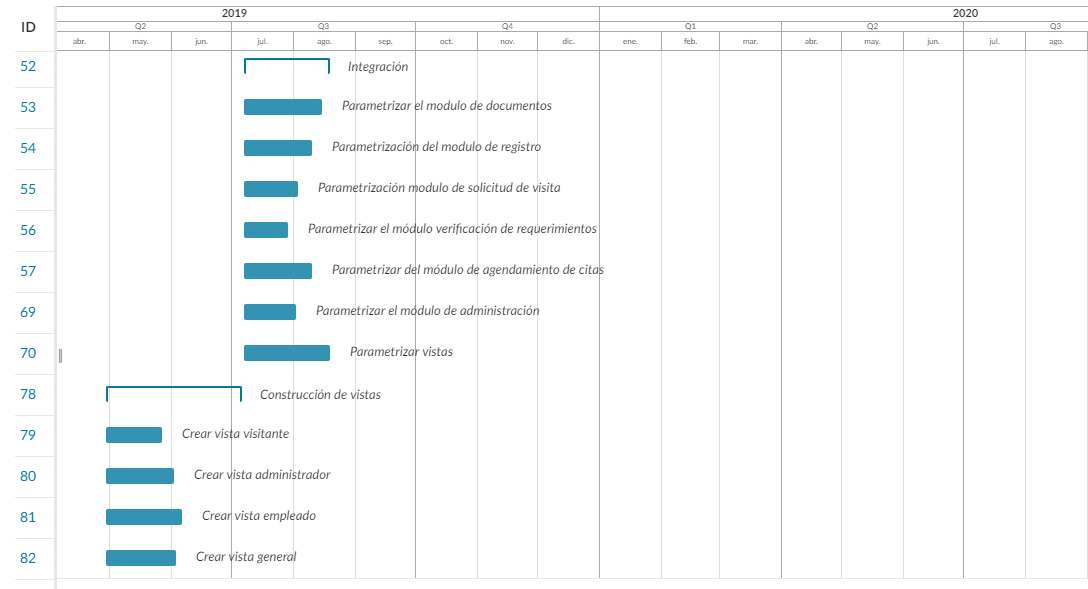 2019 2020
ID Q2 Q3 Q4 Q1 Q2 Q3
abr. may. jun. jul. ago. sep. oct. nov. dic. ene. feb. mar. abr. may. jun. jul. ago.
52 Integración
53 Parametrizar el modulo de documentos
54 Parametrización del modulo de registro
55 Parametrización modulo de solicitud de visita
56 Parametrizar el módulo verificación de requerimientos
57 Parametrizar del módulo de agendamiento de citas
69 Parametrizar el módulo de administración
70 Parametrizar vistas
78 Construcción de vistas
79 Crear vista visitante
80 Crear vista administrador
81 Crear vista empleado
82 Crear vista general